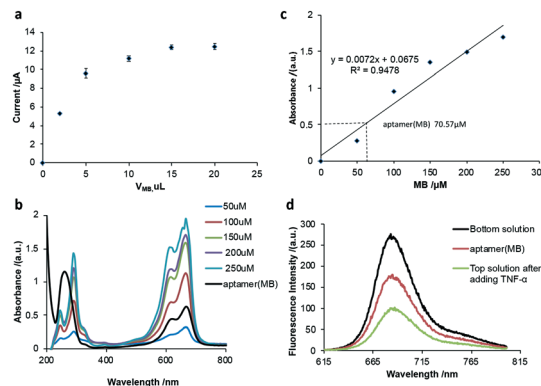 a
Current /µA
14
12
10
8
6
4
2
0
0 5 10 15 20 25
V MB, uL
c
Absorbance /(a.u.)
2
1.5
1
0.5
0
y = 0.0072x + 0.0675
R² = 0.9478
aptamer(MB) 70.57µM
0 50 100 150 200 250 300
MB /µM
b
Absorbance /(a.u.)
2
1.5
1
0.5
0
200 400 600 800
Wavelength /nm
50uM
100uM
150uM
200uM
250uM
aptamer(MB)
d
Fluorescence Intensity (a.u.)
300
250
200
150
100
50
0
615 665 715 765 815
Wavelength /nm
Bottom solution
aptamer(MB)
Top solution after
adding TNF-α